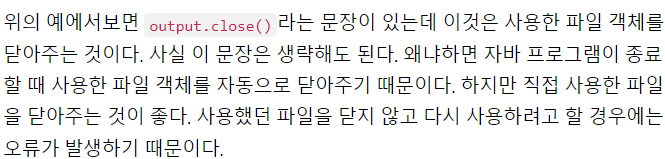 위의 예에서보면 output.close()라는 문장이 있는데 이것은 사용한 파일 객체를
닫아주는 것이다. 사실 이 문장은 생략해도 된다. 왜냐하면 자바 프로그램이 종료
할 때 사용한 파일 객체를 자동으로 닫아주기 때문이다. 하지만 직접 사용한 파일
을 닫아주는 것이 좋다. 사용했던 파일을 닫지 않고 다시 사용하려고 할 경우에는
오류가 발생하기 때문이다.